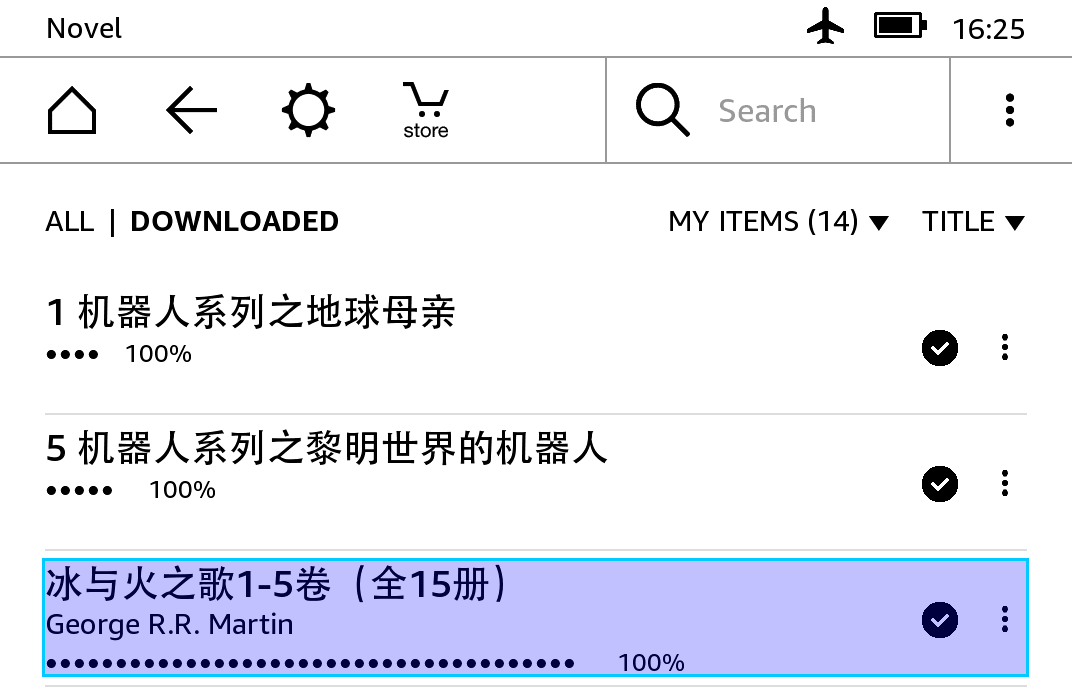 Novel 16:25
store Search
ALL | DOWNLOADED MY ITEMS (14) TITLE
1 机器人系列之地球母亲
100%
5 机器人系列之黎明世界的机器人
100%
冰与火之歌1-5卷（全15册）
George R.R. Martin
100%